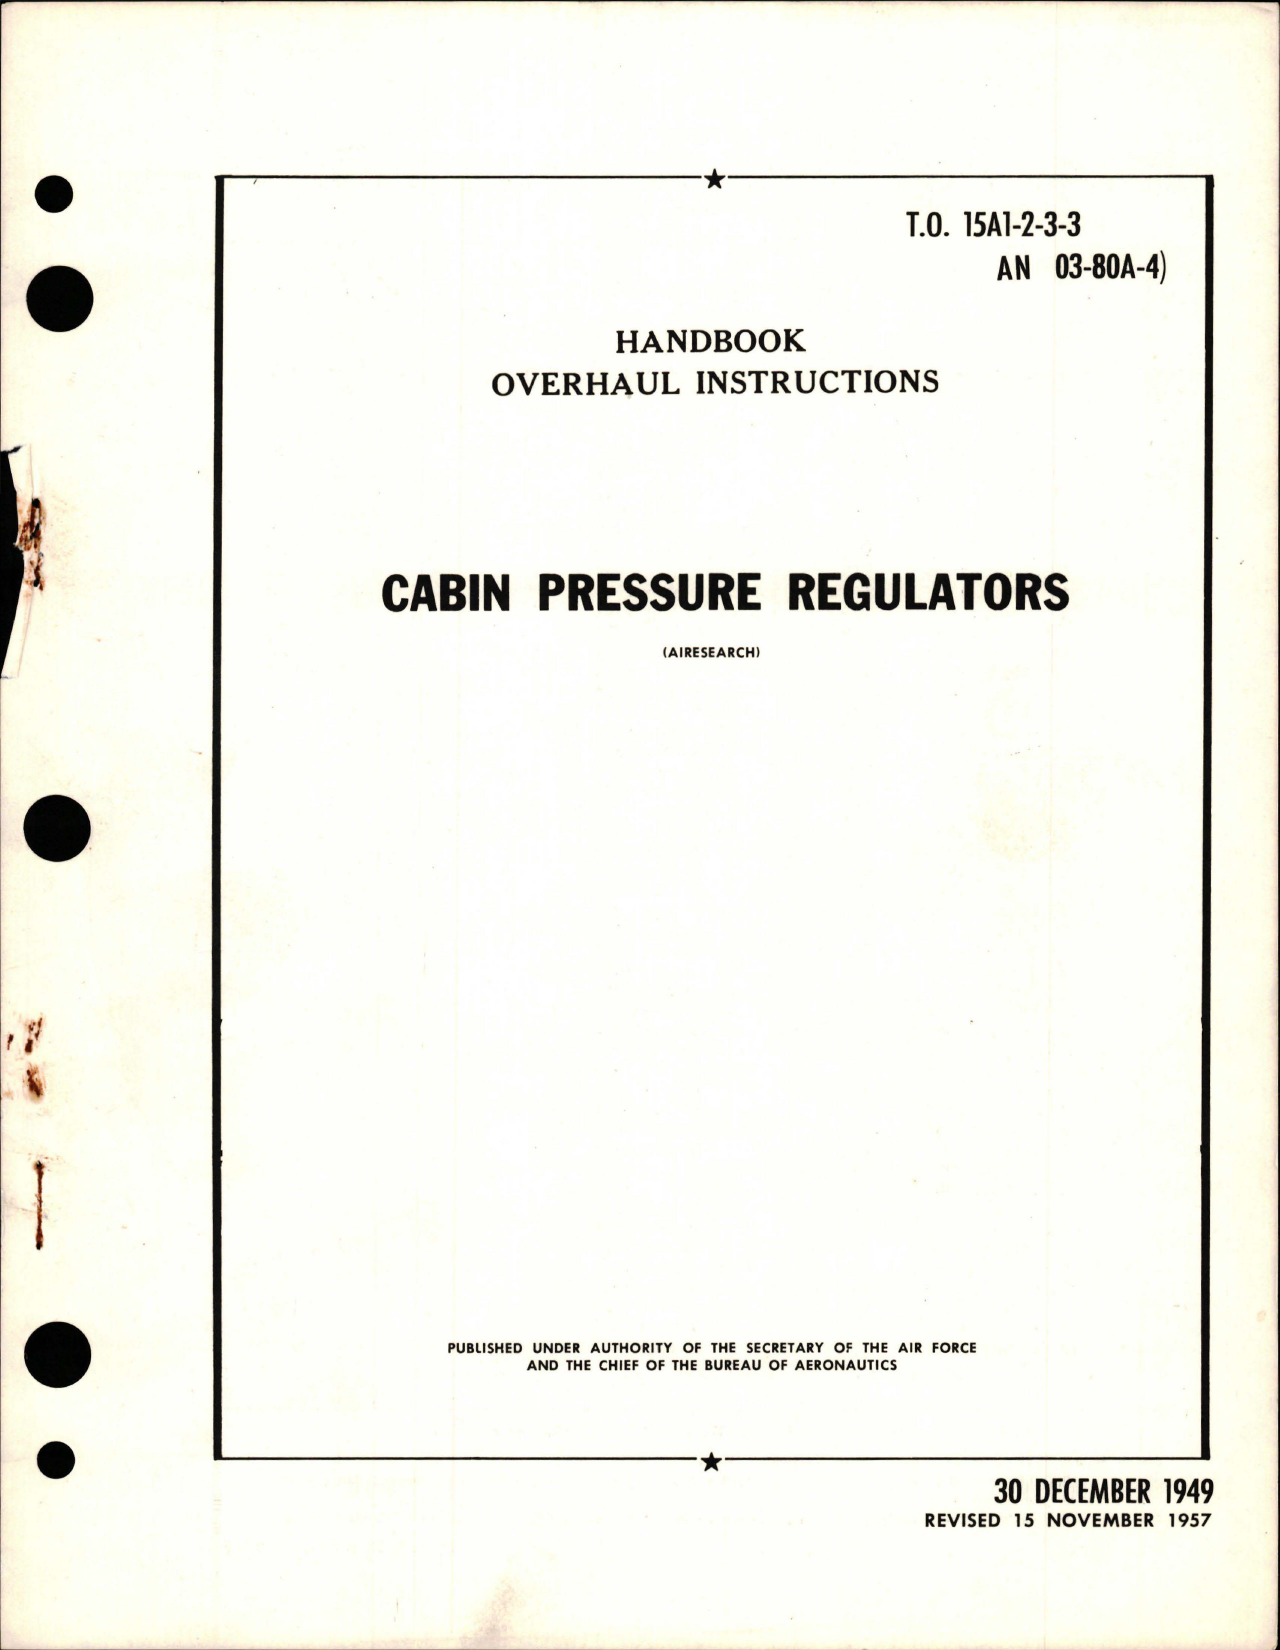 T.O. 15A1-2-3-3
AN 03-80A-4)
HANDBOOK
OVERHAUL INSTRUCTIONS
CABIN PRESSURE REGULATORS
(AIRESEARCH)
PUBLISHED UNDER AUTHORITY OF THE SECRETARY OF THE AIR FORCE
AND THE CHIEF OF THE BUREAU OF AERONAUTICS
30 DECEMBER 1949
REVISED 15 NOVEMBER 1957